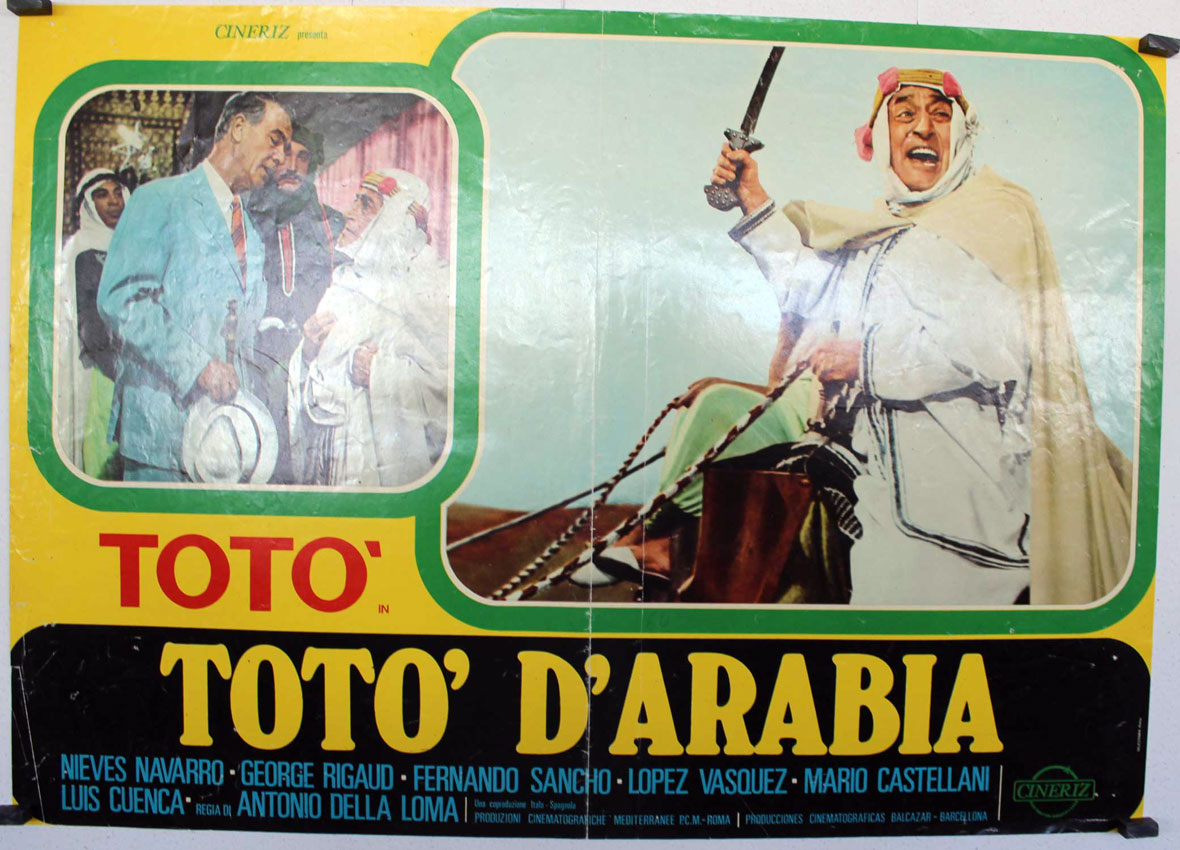 CINERIZ presenta
TOTO'
IN
TOTO' D'ARABIA
NIEVES NAVARRO · GEORGE RIGAUD · FERNANDO SANCHO · LOPEZ VASQUEZ · MARIO CASTELLANI
LUIS CUENCA · REGIA DI ANTONIO DELLA LOMA
Una coproduzione Italo - Spagnola
PRODUZIONI CINEMATOGRAFICHE MEDITERRANEE P.C.M. - ROMA | PRODUCCIONES CINEMATOGRAFICAS BALCAZAR - BARCELLONA
CINERIZ